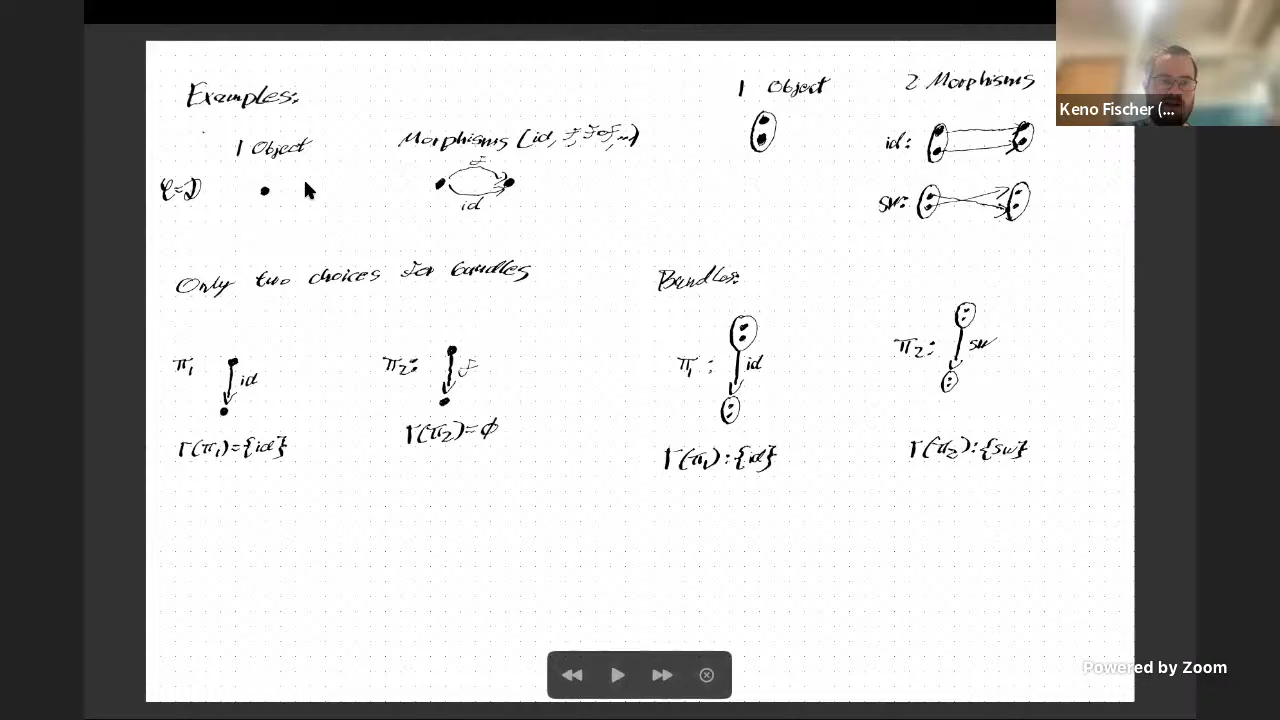 Examples:
1 Object
Morphisms (id, f, f∘f, ...)
C=D
f
id
1 Object
2 Morphisms
id:
sw:
Only two choices for bundles
π₁
id
Γ(π₁)={id}
π₂:
f
Γ(π₂)=∅
Bundles:
π₁:
id
Γ(π₁):{id}
π₂:
sw
Γ(π₂):{sw}
Keno Fischer (...
Powered by Zoom